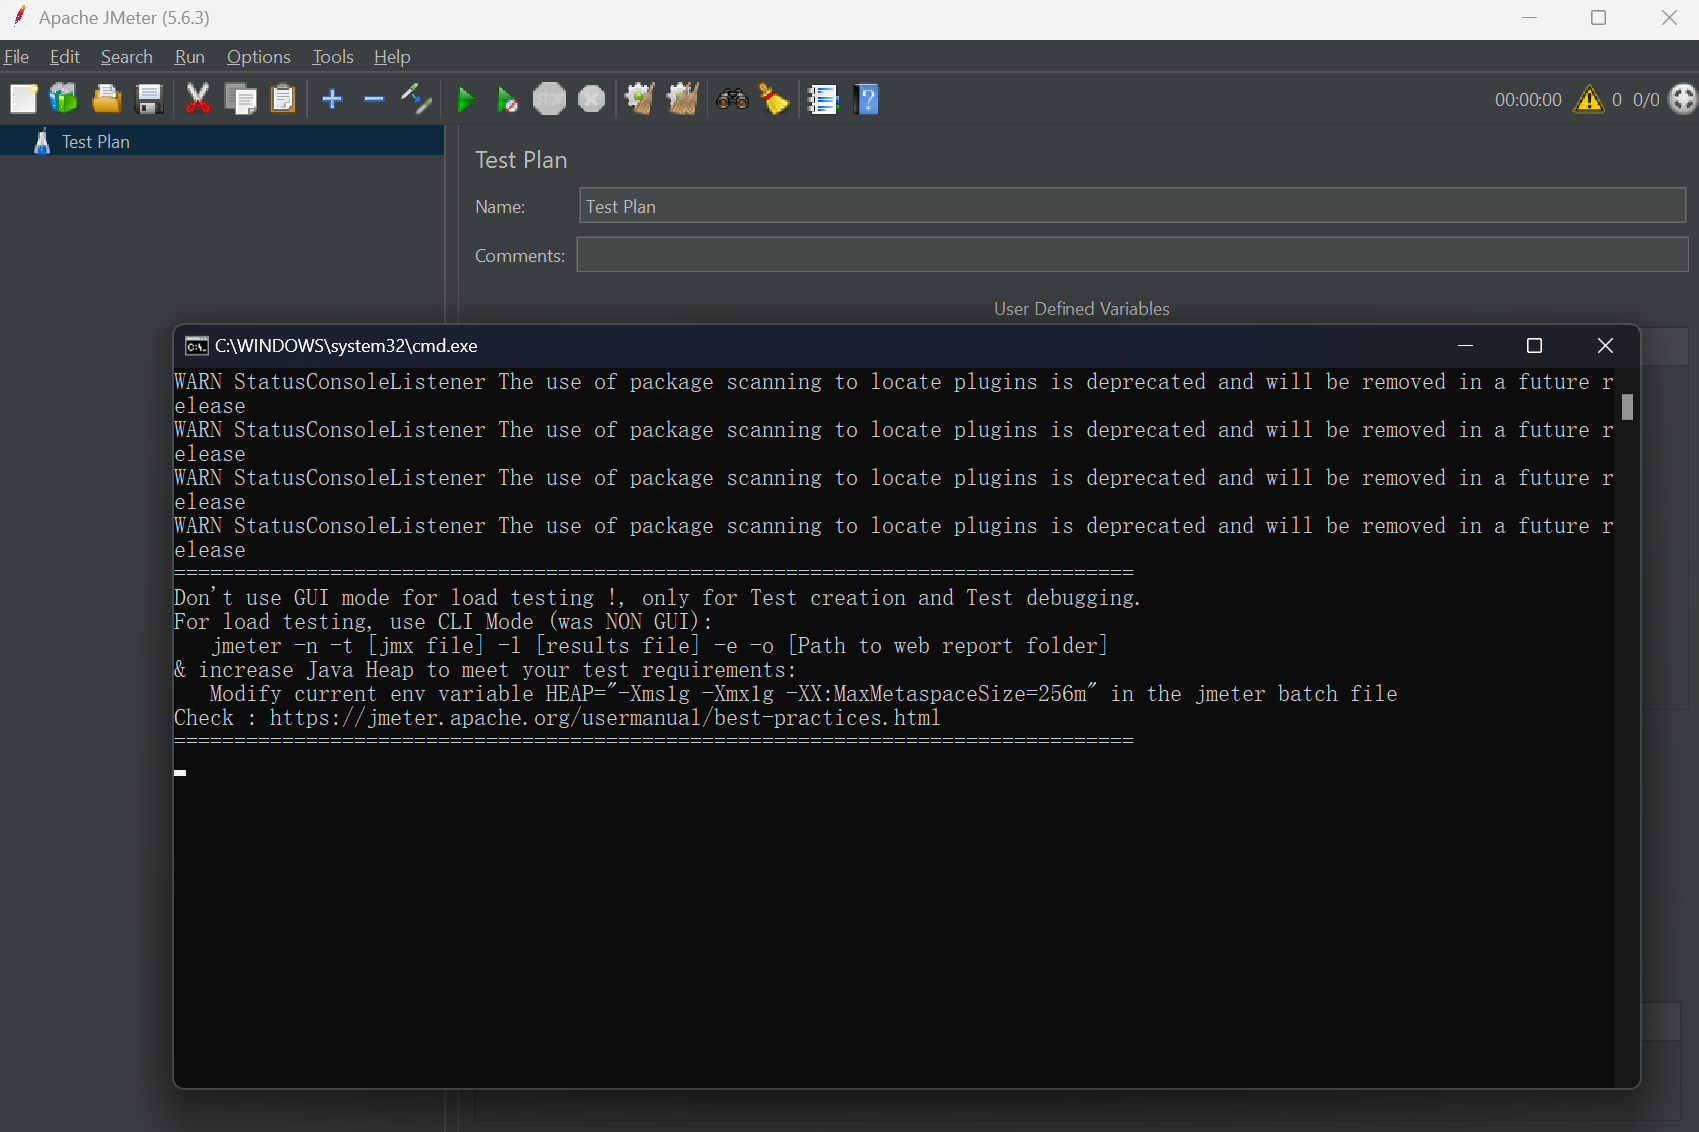 Apache JMeter (5.6.3)
File Edit Search Run Options Tools Help
STOP
00:00:00 0 0/0
Test Plan
Test Plan
Name: Test Plan
Comments:
User Defined Variables
C:\WINDOWS\system32\cmd.exe
WARN StatusConsoleListener The use of package scanning to locate plugins is deprecated and will be removed in a future r
elease
WARN StatusConsoleListener The use of package scanning to locate plugins is deprecated and will be removed in a future r
elease
WARN StatusConsoleListener The use of package scanning to locate plugins is deprecated and will be removed in a future r
elease
WARN StatusConsoleListener The use of package scanning to locate plugins is deprecated and will be removed in a future r
elease
================================================================================
Don't use GUI mode for load testing !, only for Test creation and Test debugging.
For load testing, use CLI Mode (was NON GUI):
   jmeter -n -t [jmx file] -l [results file] -e -o [Path to web report folder]
& increase Java Heap to meet your test requirements:
   Modify current env variable HEAP="-Xms1g -Xmx1g -XX:MaxMetaspaceSize=256m" in the jmeter batch file
Check : https://jmeter.apache.org/usermanual/best-practices.html
================================================================================